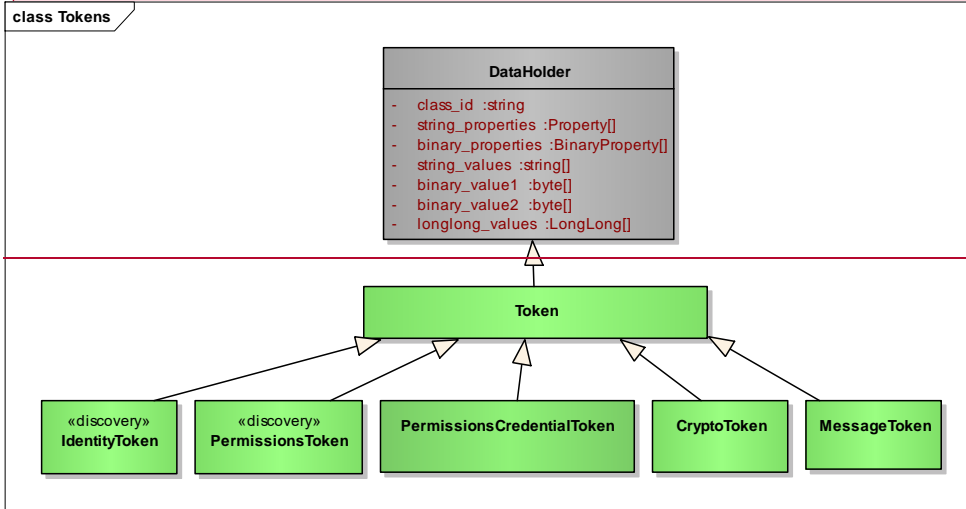 class Tokens
DataHolder
- class_id :string
- string_properties :Property[]
- binary_properties :BinaryProperty[]
- string_values :string[]
- binary_value1 :byte[]
- binary_value2 :byte[]
- longlong_values :LongLong[]
Token
«discovery»
IdentityToken
«discovery»
PermissionsToken
PermissionsCredentialToken
CryptoToken
MessageToken